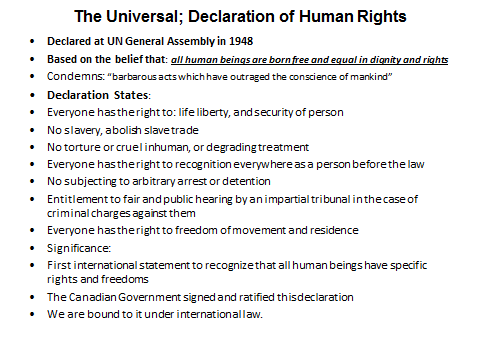 The Universal; Declaration of Human Rights
• Declared at UN General Assembly in 1948
• Based on the belief that: all human beings are born free and equal in dignity and rights
• Condemns: “barbarous acts which have outraged the conscience of mankind”
• Declaration States:
• Everyone has the right to: life liberty, and security of person
• No slavery, abolish slave trade
• No torture or cruel inhuman, or degrading treatment
• Everyone has the right to recognition everywhere as a person before the law
• No subjecting to arbitrary arrest or detention
• Entitlement to fair and public hearing by an impartial tribunal in the case of
criminal charges against them
• Everyone has the right to freedom of movement and residence
• Significance:
• First international statement to recognize that all human beings have specific
rights and freedoms
• The Canadian Government signed and ratified this declaration
• We are bound to it under international law.